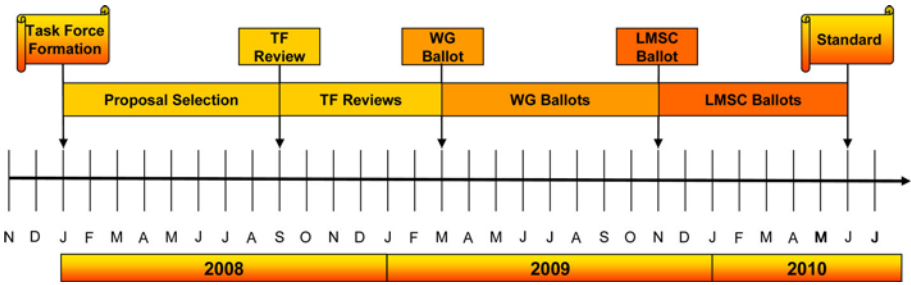 Task Force
Formation
TF
Review
WG
Ballot
LMSC
Ballot
Standard
Proposal Selection
TF Reviews
WG Ballots
LMSC Ballots
N D J F M A M J J A S O N D J F M A M J J A S O N D J F M A M J J
2008
2009
2010